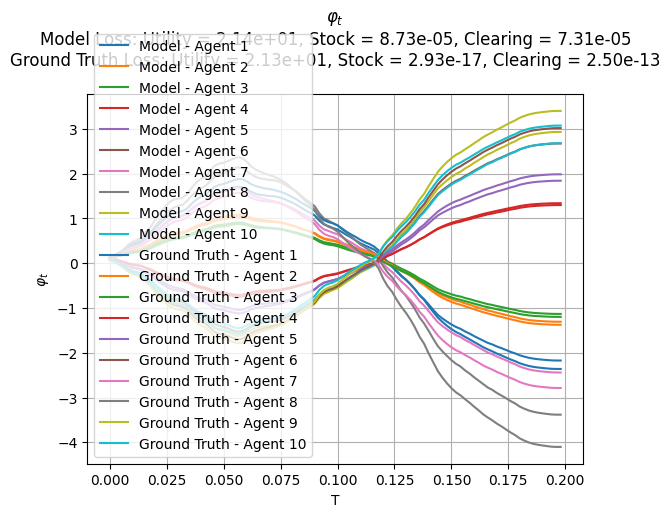 φₜ
Model Loss: Utility = 2.14e+01, Stock = 8.73e-05, Clearing = 7.31e-05
Ground Truth Loss: Utility = 2.13e+01, Stock = 2.93e-17, Clearing = 2.50e-13
Model - Agent 1
Model - Agent 2
Model - Agent 3
Model - Agent 4
Model - Agent 5
Model - Agent 6
Model - Agent 7
Model - Agent 8
Model - Agent 9
Model - Agent 10
Ground Truth - Agent 1
Ground Truth - Agent 2
Ground Truth - Agent 3
Ground Truth - Agent 4
Ground Truth - Agent 5
Ground Truth - Agent 6
Ground Truth - Agent 7
Ground Truth - Agent 8
Ground Truth - Agent 9
Ground Truth - Agent 10
φₜ
3
2
1
0
−1
−2
−3
−4
0.000 0.025 0.050 0.075 0.100 0.125 0.150 0.175 0.200
T